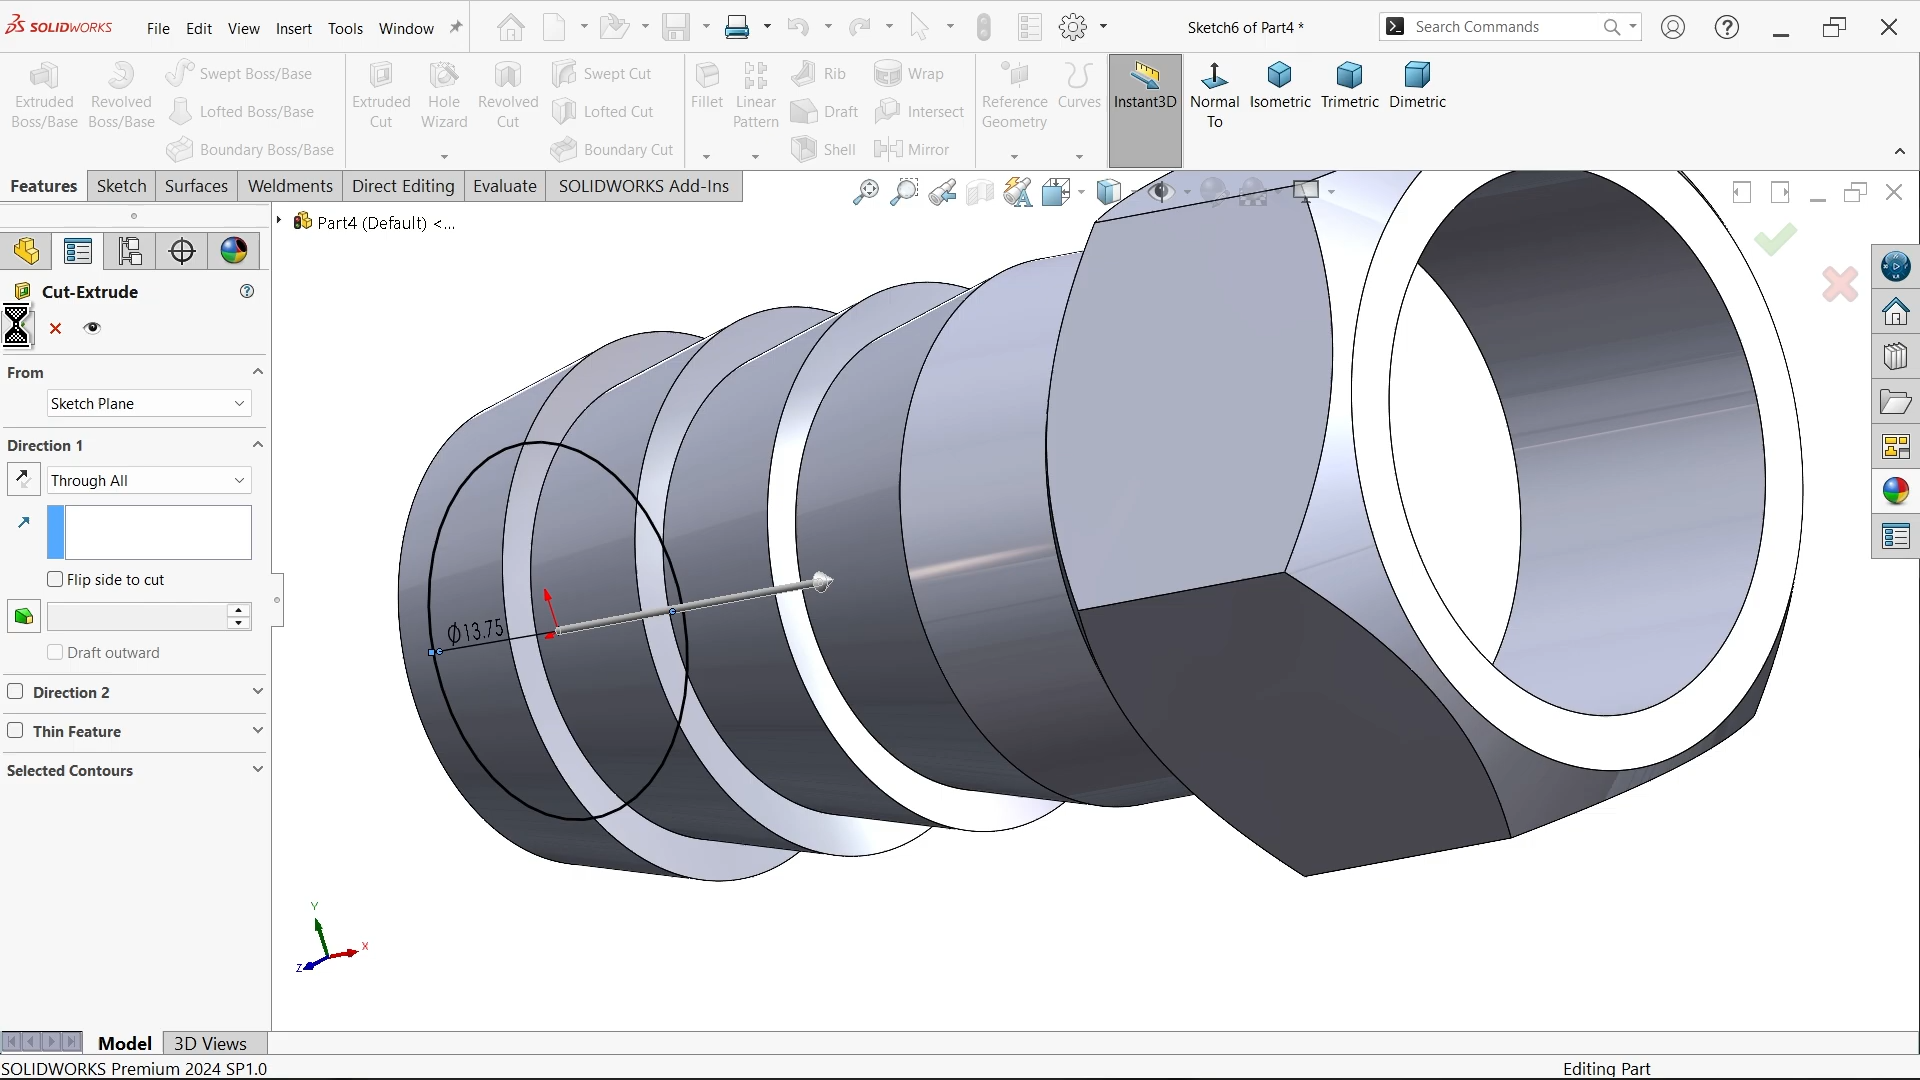 SOLIDWORKS File Edit View Insert Tools Window Sketch6 of Part4 * Search Commands
Extruded Boss/Base
Revolved Boss/Base
Swept Boss/Base
Lofted Boss/Base
Boundary Boss/Base
Extruded Cut
Hole Wizard
Revolved Cut
Swept Cut
Lofted Cut
Boundary Cut
Fillet
Linear Pattern
Rib
Draft
Shell
Wrap
Intersect
Mirror
Reference Geometry
Curves
Instant3D
Normal To
Isometric
Trimetric
Dimetric
Features Sketch Surfaces Weldments Direct Editing Evaluate SOLIDWORKS Add-Ins
Part4 (Default) <...
Cut-Extrude
From
Sketch Plane
Direction 1
Through All
Flip side to cut
Draft outward
Direction 2
Thin Feature
Selected Contours
Ø13.75
Y
X
Z
Model 3D Views
SOLIDWORKS Premium 2024 SP1.0 Editing Part